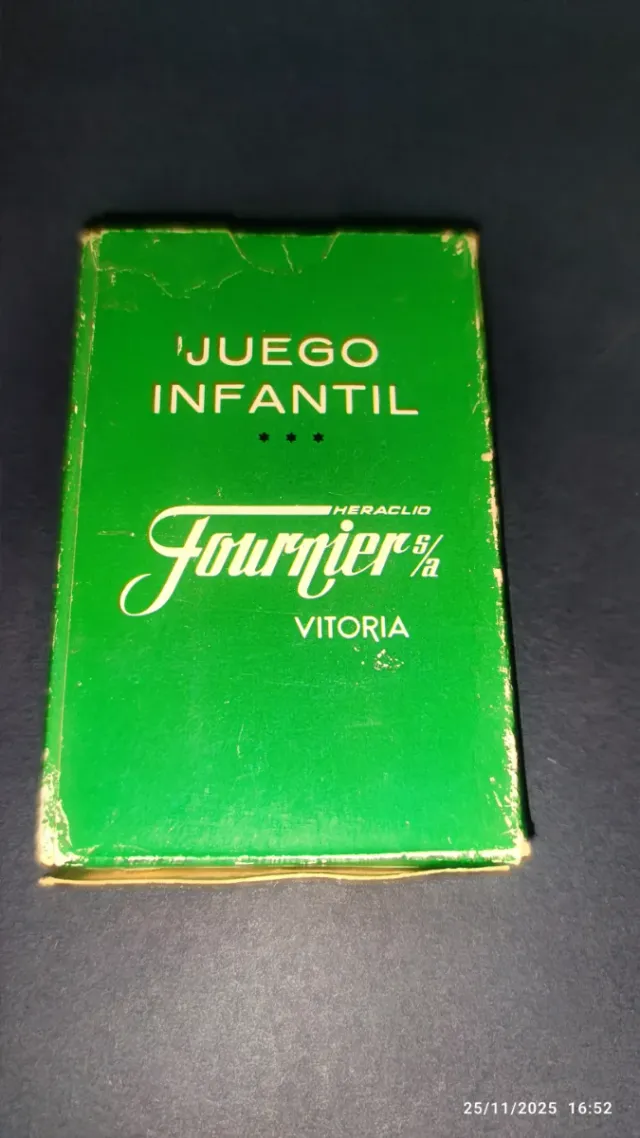 JUEGO
INFANTIL
* * *
HERACLIO
Fournier s/a
VITORIA
25/11/2025 16:52